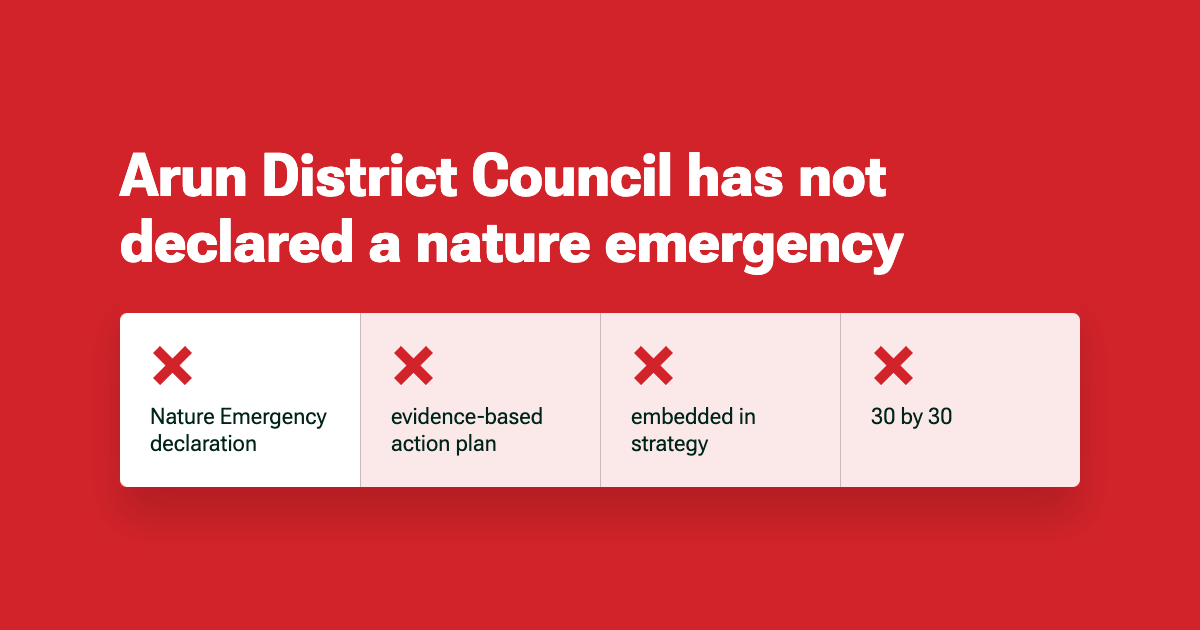 Arun District Council has not
declared a nature emergency
Nature Emergency
declaration
evidence-based
action plan
embedded in
strategy
30 by 30